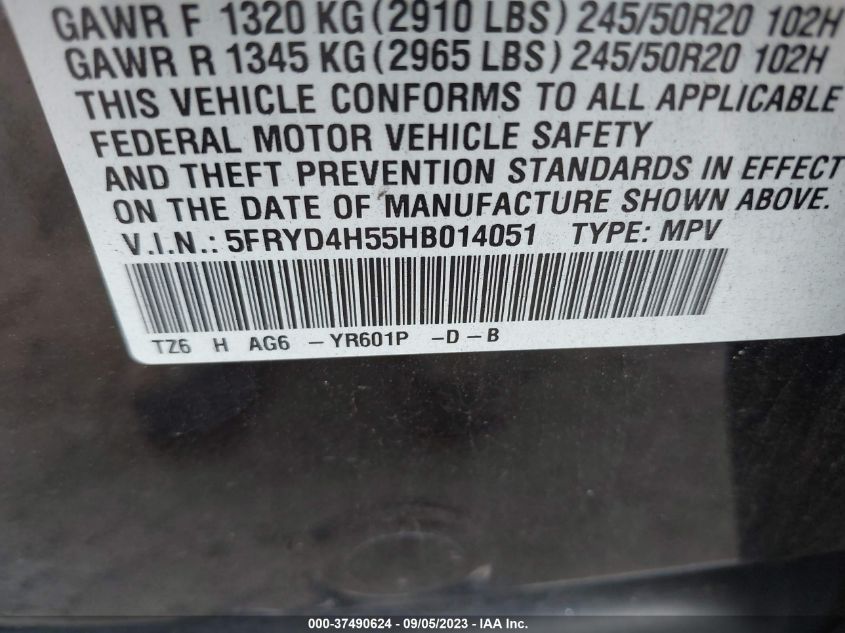 GAWR F 1320 KG (2910 LBS) 245/50R20 102H
GAWR R 1345 KG (2965 LBS) 245/50R20 102H
THIS VEHICLE CONFORMS TO ALL APPLICABLE
FEDERAL MOTOR VEHICLE SAFETY
AND THEFT PREVENTION STANDARDS IN EFFECT
ON THE DATE OF MANUFACTURE SHOWN ABOVE.
V.I.N.: 5FRYD4H55HB014051 TYPE: MPV
TZ6 H AG6 -YR601P -D-B
000-37490624 - 09/05/2023 - IAA Inc.